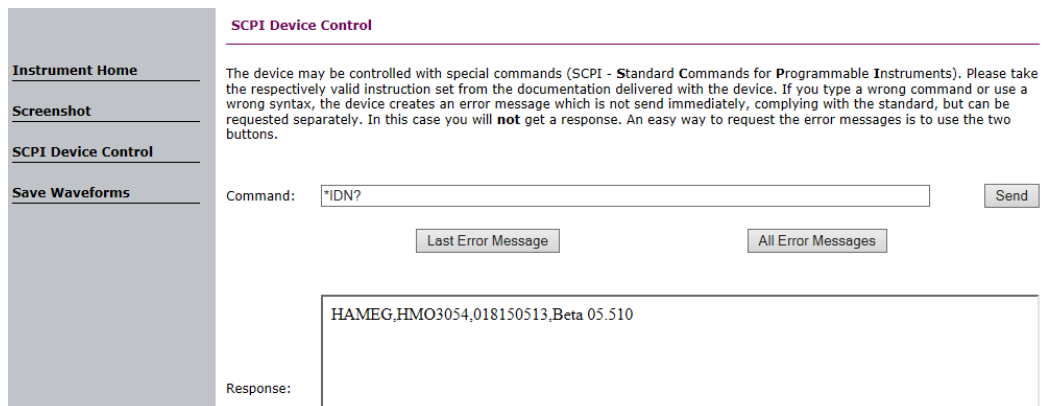 SCPI Device Control
Instrument Home
Screenshot
SCPI Device Control
Save Waveforms
The device may be controlled with special commands (SCPI - Standard Commands for Programmable Instruments). Please take
the respectively valid instruction set from the documentation delivered with the device. If you type a wrong command or use a
wrong syntax, the device creates an error message which is not send immediately, complying with the standard, but can be
requested separately. In this case you will not get a response. An easy way to request the error messages is to use the two
buttons.
Command:
*IDN?
Send
Last Error Message
All Error Messages
HAMEG,HMO3054,018150513,Beta 05.510
Response: